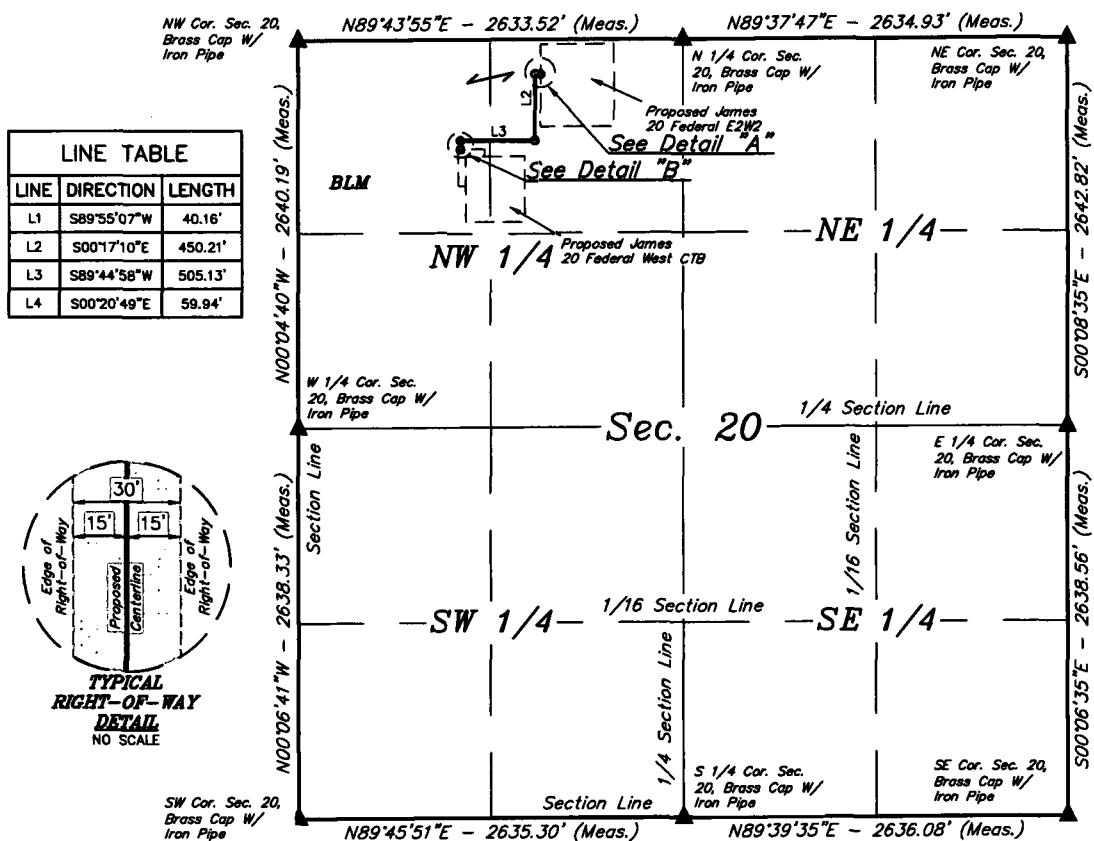 NW Cor. Sec. 20,
Brass Cap W/
Iron Pipe
N89°43'55"E - 2633.52' (Meas.)
N89°37'47"E - 2634.93' (Meas.)
N 1/4 Cor. Sec.
20, Brass Cap W/
Iron Pipe
NE Cor. Sec. 20,
Brass Cap W/
Iron Pipe
L2
L3
Proposed James
20 Federal E2W2
See Detail "A"
See Detail "B"
BLM
LINE TABLE
LINE DIRECTION LENGTH
L1 S89°55'07"W 40.16'
L2 S00°17'10"E 450.21'
L3 S89°44'58"W 505.13'
L4 S00°20'49"E 59.94'
N00°04'40"W - 2640.19' (Meas.)
NW 1/4
Proposed James
20 Federal West CTB
NE 1/4
S00°08'35"E - 2642.82' (Meas.)
W 1/4 Cor. Sec.
20, Brass Cap W/
Iron Pipe
Sec. 20
1/4 Section Line
E 1/4 Cor. Sec.
20, Brass Cap W/
Iron Pipe
Section Line
1/16 Section Line
30'
15'
15'
Edge of
Right-of-Way
Proposed
Centerline
Edge of
Right-of-Way
TYPICAL
RIGHT-OF-WAY
DETAIL
NO SCALE
N00°06'41"W - 2638.33' (Meas.)
SW 1/4
1/16 Section Line
SE 1/4
S00°06'35"E - 2638.56' (Meas.)
1/4 Section Line
SW Cor. Sec. 20,
Brass Cap W/
Iron Pipe
Section Line
S 1/4 Cor. Sec.
20, Brass Cap W/
Iron Pipe
SE Cor. Sec. 20,
Brass Cap W/
Iron Pipe
N89°45'51"E - 2635.30' (Meas.)
N89°39'35"E - 2636.08' (Meas.)